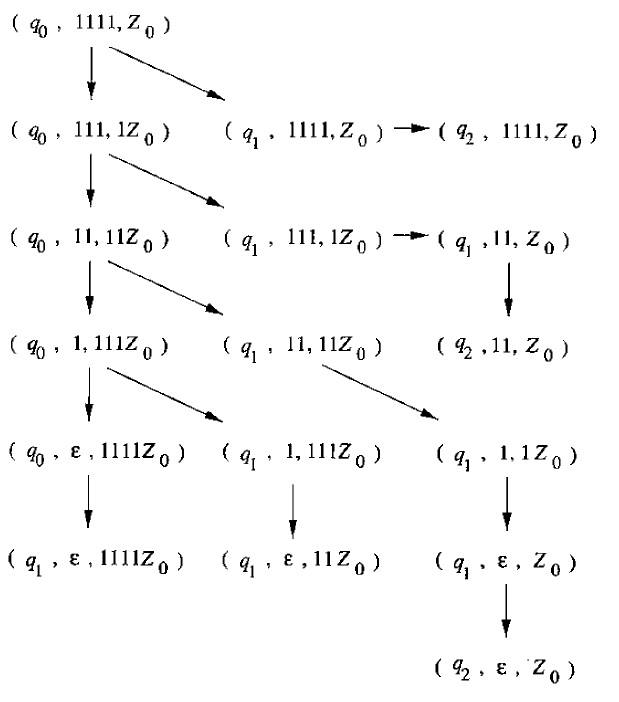 ( q₀ , 1111, Z₀ )
( q₀ , 111, 1Z₀ ) ( q₁ , 1111, Z₀ ) ( q₂ , 1111, Z₀ )
( q₀ , 11, 11Z₀ ) ( q₁ , 111, 1Z₀ ) ( q₁ , 11, Z₀ )
( q₀ , 1, 111Z₀ ) ( q₁ , 11, 11Z₀ ) ( q₂ , 11, Z₀ )
( q₀ , ε , 1111Z₀ ) ( q₁ , 1, 111Z₀ ) ( q₁ , 1, 1Z₀ )
( q₁ , ε , 1111Z₀ ) ( q₁ , ε , 11Z₀ ) ( q₁ , ε , Z₀ )
( q₂ , ε , Z₀ )